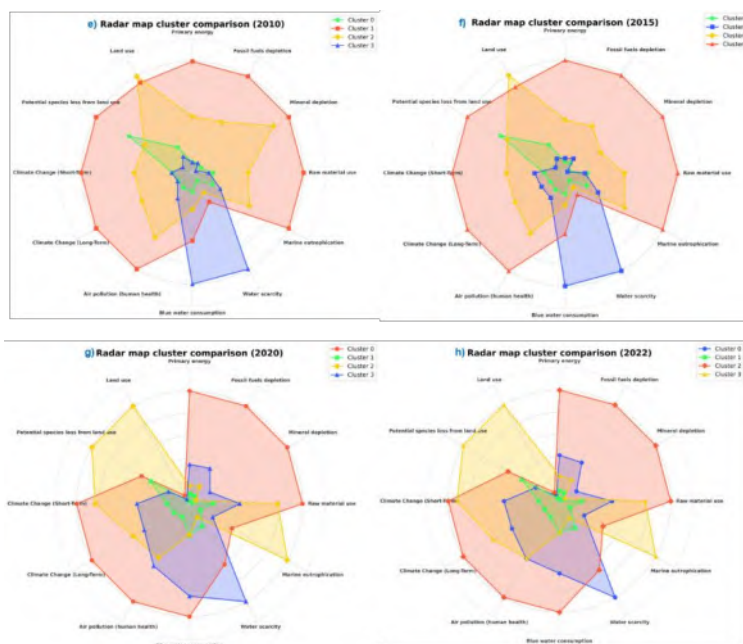 e) Radar map cluster comparison (2010)
Primary energy
Cluster 0
Cluster 1
Cluster 2
Cluster 3
Land use
Fossil fuels depletion
Potential species loss from land use
Mineral depletion
Climate Change (Short-Term)
Raw material use
Climate Change (Long-Term)
Marine eutrophication
Air pollution (human health)
Water scarcity
Blue water consumption
f) Radar map cluster comparison (2015)
Primary energy
Cluster
Cluster
Cluster
Cluster
Land use
Fossil fuels depletion
Potential species loss from land use
Mineral depletion
Climate Change (Short-Term)
Raw material use
Climate Change (Long-Term)
Marine eutrophication
Air pollution (human health)
Water scarcity
Blue water consumption
g) Radar map cluster comparison (2020)
Primary energy
Cluster 0
Cluster 1
Cluster 2
Cluster 3
Land use
Fossil fuels depletion
Potential species loss from land use
Mineral depletion
Climate Change (Short-Term)
Raw material use
Climate Change (Long-Term)
Marine eutrophication
Air pollution (human health)
Water scarcity
h) Radar map cluster comparison (2022)
Primary energy
Cluster 0
Cluster 1
Cluster 2
Cluster 3
Land use
Fossil fuels depletion
Potential species loss from land use
Mineral depletion
Climate Change (Short-Term)
Raw material use
Climate Change (Long-Term)
Marine eutrophication
Air pollution (human health)
Water scarcity
Blue water consumption